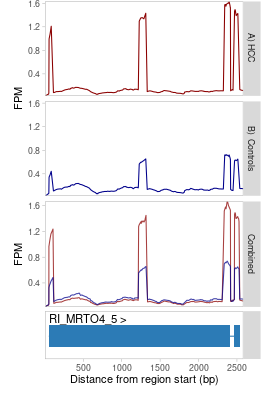 1.6
1.2
0.8
0.4
FPM
A) HCC
1.6
1.2
0.8
0.4
B) Controls
1.6
1.2
0.8
0.4
FPM
Combined
RI_MRTO4_5 >
500 1000 1500 2000 2500
Distance from region start (bp)